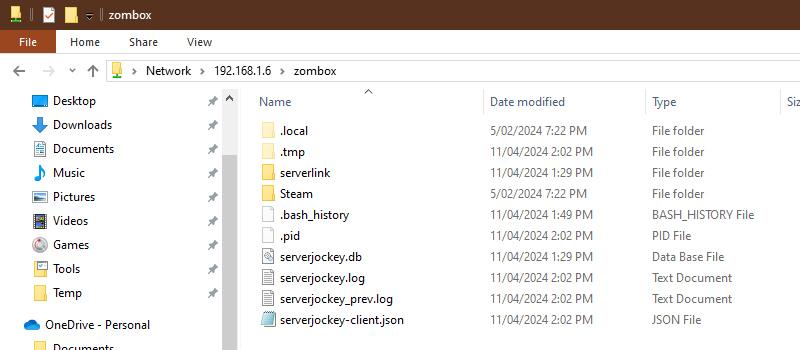 zombox
File Home Share View
Network 192.168.1.6 zombox
Desktop
Downloads
Documents
Music
Pictures
Videos
Games
Tools
Temp
OneDrive - Personal
Documents
Name Date modified Type Siz
.local 5/02/2024 7:22 PM File folder
.tmp 11/04/2024 2:02 PM File folder
serverlink 11/04/2024 1:29 PM File folder
Steam 5/02/2024 7:22 PM File folder
.bash_history 11/04/2024 1:49 PM BASH_HISTORY File
.pid 11/04/2024 2:02 PM PID File
serverjockey.db 11/04/2024 1:29 PM Data Base File
serverjockey.log 11/04/2024 2:02 PM Text Document
serverjockey_prev.log 11/04/2024 2:02 PM Text Document
serverjockey-client.json 11/04/2024 2:02 PM JSON File